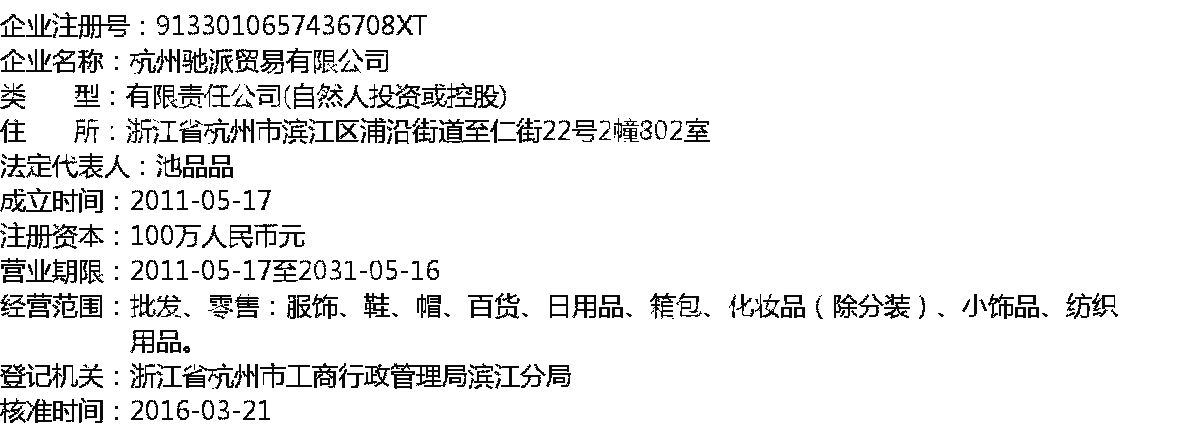 企业注册号：9133010657436708XT
企业名称：杭州驰派贸易有限公司
类　　型：有限责任公司(自然人投资或控股)
住　　所：浙江省杭州市滨江区浦沿街道至仁街22号2幢802室
法定代表人：池品品
成立时间：2011-05-17
注册资本：100万人民币元
营业期限：2011-05-17至2031-05-16
经营范围：批发、零售：服饰、鞋、帽、百货、日用品、箱包、化妆品（除分装）、小饰品、纺织
用品。
登记机关：浙江省杭州市工商行政管理局滨江分局
核准时间：2016-03-21